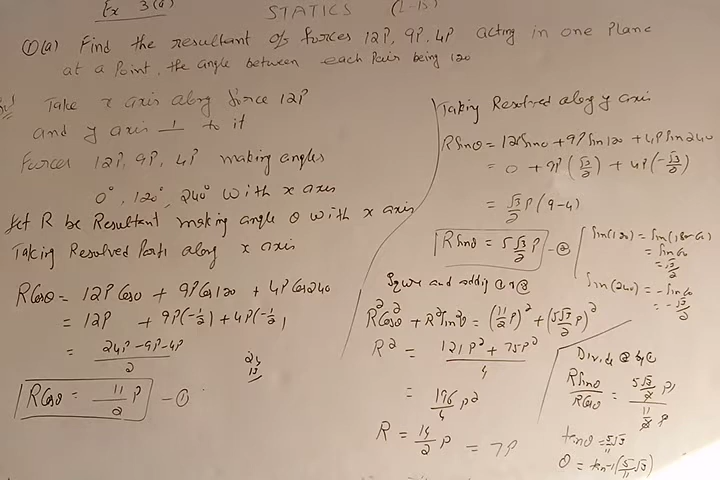 Ex 3(a)
STATICS (L-15)
①(a) Find the resultant of forces 12P, 9P, 4P acting in one plane
at a point, the angle between each pair being 120
Sol
Take x axis along force 12P
and y axis ⊥ to it
Forces 12P, 9P, 4P making angles
0°, 120°, 240° with x axis
Let R be Resultant making angle θ with x axis
Taking Resolved Parts along x axis
RCosθ = 12P Cos0 + 9P Cos120 + 4P Cos240
= 12P + 9P(-1/2) + 4P(-1/2)
= (24P-9P-4P)/2
24
13
RCosθ = 11/2 P -①
Taking Resolved along y axis
RSinθ = 12PSin0 + 9PSin120 + 4PSin240
= 0 + 9P(√3/2) + 4P(-√3/2)
= √3/2 P(9-4)
RSinθ = 5√3/2 P -②
Squre and adding ① & ②
R²Cos²θ + R²Sin²θ = (11/2 P)² + (5√3/2 P)²
R² = (121P² + 75P²)/4
= 196/4 P²
R = 14/2 P = 7P
Sin(120) = Sin(180-60)
= Sin60
= √3/2
Sin(240) = -Sin60
= -√3/2
Divide ② by ①
RSinθ/RCosθ = (5√3/2 P)/(11/2 P)
tanθ = 5√3/11
θ = tan-1(5/11 √3)